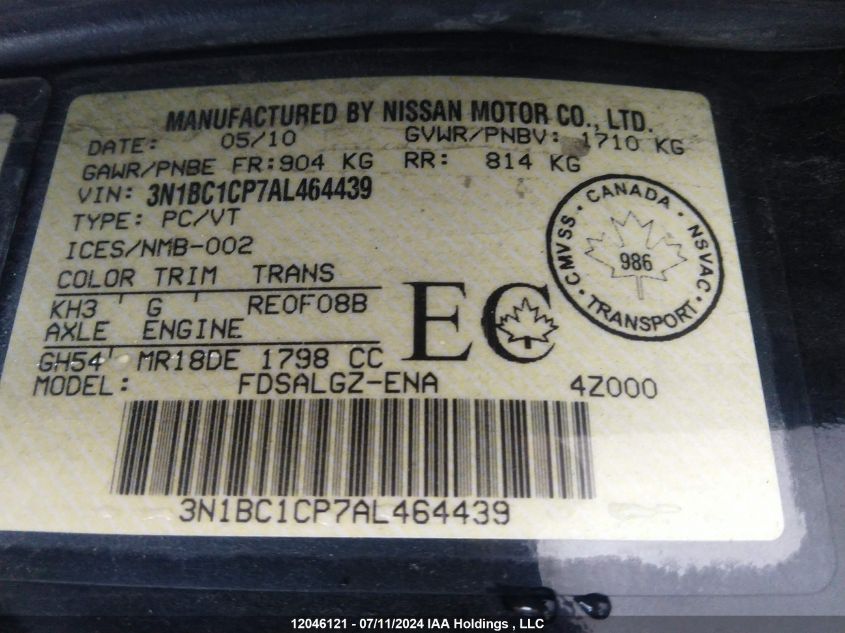 MANUFACTURED BY NISSAN MOTOR CO., LTD.
DATE: 05/10 GVWR/PNBV: 1710 KG
GAWR/PNBE FR:904 KG RR: 814 KG
VIN: 3N1BC1CP7AL464439
TYPE: PC/VT
ICES/NMB-002
COLOR TRIM TRANS
KH3 G RE0F08B
AXLE ENGINE
GH54 MR18DE 1798 CC
MODEL: FDSALGZ-ENA 4Z000
EC
CMVSS • CANADA • NSVAC • TRANSPORT •
986
3N1BC1CP7AL464439
12046121 - 07/11/2024 IAA Holdings , LLC